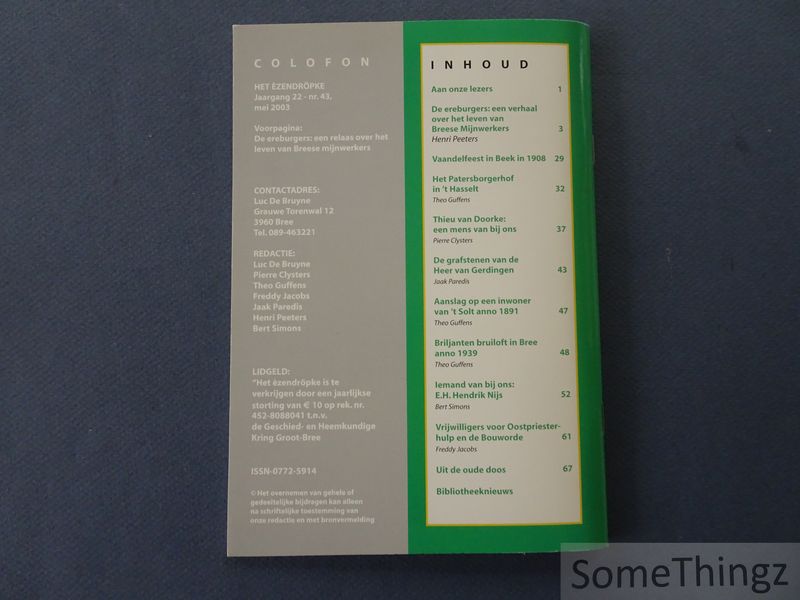 COLOFON
HET ÈZENDRÖPKE
Jaargang 22 - nr. 43,
mei 2003
Voorpagina:
De ereburgers: een relaas over het
leven van Breese mijnwerkers
CONTACTADRES:
Luc De Bruyne
Grauwe Torenwal 12
3960 Bree
Tel. 089-463221
REDACTIE:
Luc De Bruyne
Pierre Clysters
Theo Guffens
Freddy Jacobs
Jaak Paredis
Henri Peeters
Bert Simons
LIDGELD:
"Het èzendröpke is te
verkrijgen door een jaarlijkse
storting van € 10 op rek. nr.
452-8088041 t.n.v.
de Geschied- en Heemkundige
Kring Groot-Bree
ISSN-0772-5914
© Het overnemen van gehele of
gedeeltelijke bijdragen kan alleen
na schriftelijke toestemming van
onze redactie en met bronvermelding
INHOUD
Aan onze lezers 1
De ereburgers: een verhaal
over het leven van
Breese Mijnwerkers 3
Henri Peeters
Vaandelfeest in Beek in 1908 29
Het Patersborgerhof
in 't Hasselt 32
Theo Guffens
Thieu van Doorke:
een mens van bij ons 37
Pierre Clysters
De grafstenen van de
Heer van Gerdingen 43
Jaak Paredis
Aanslag op een inwoner
van 't Solt anno 1891 47
Theo Guffens
Briljanten bruiloft in Bree
anno 1939 48
Theo Guffens
Iemand van bij ons:
E.H. Hendrik Nijs 52
Bert Simons
Vrijwilligers voor Oostpriester-
hulp en de Bouworde 61
Freddy Jacobs
Uit de oude doos 67
Bibliotheeknieuws
SomeThingz